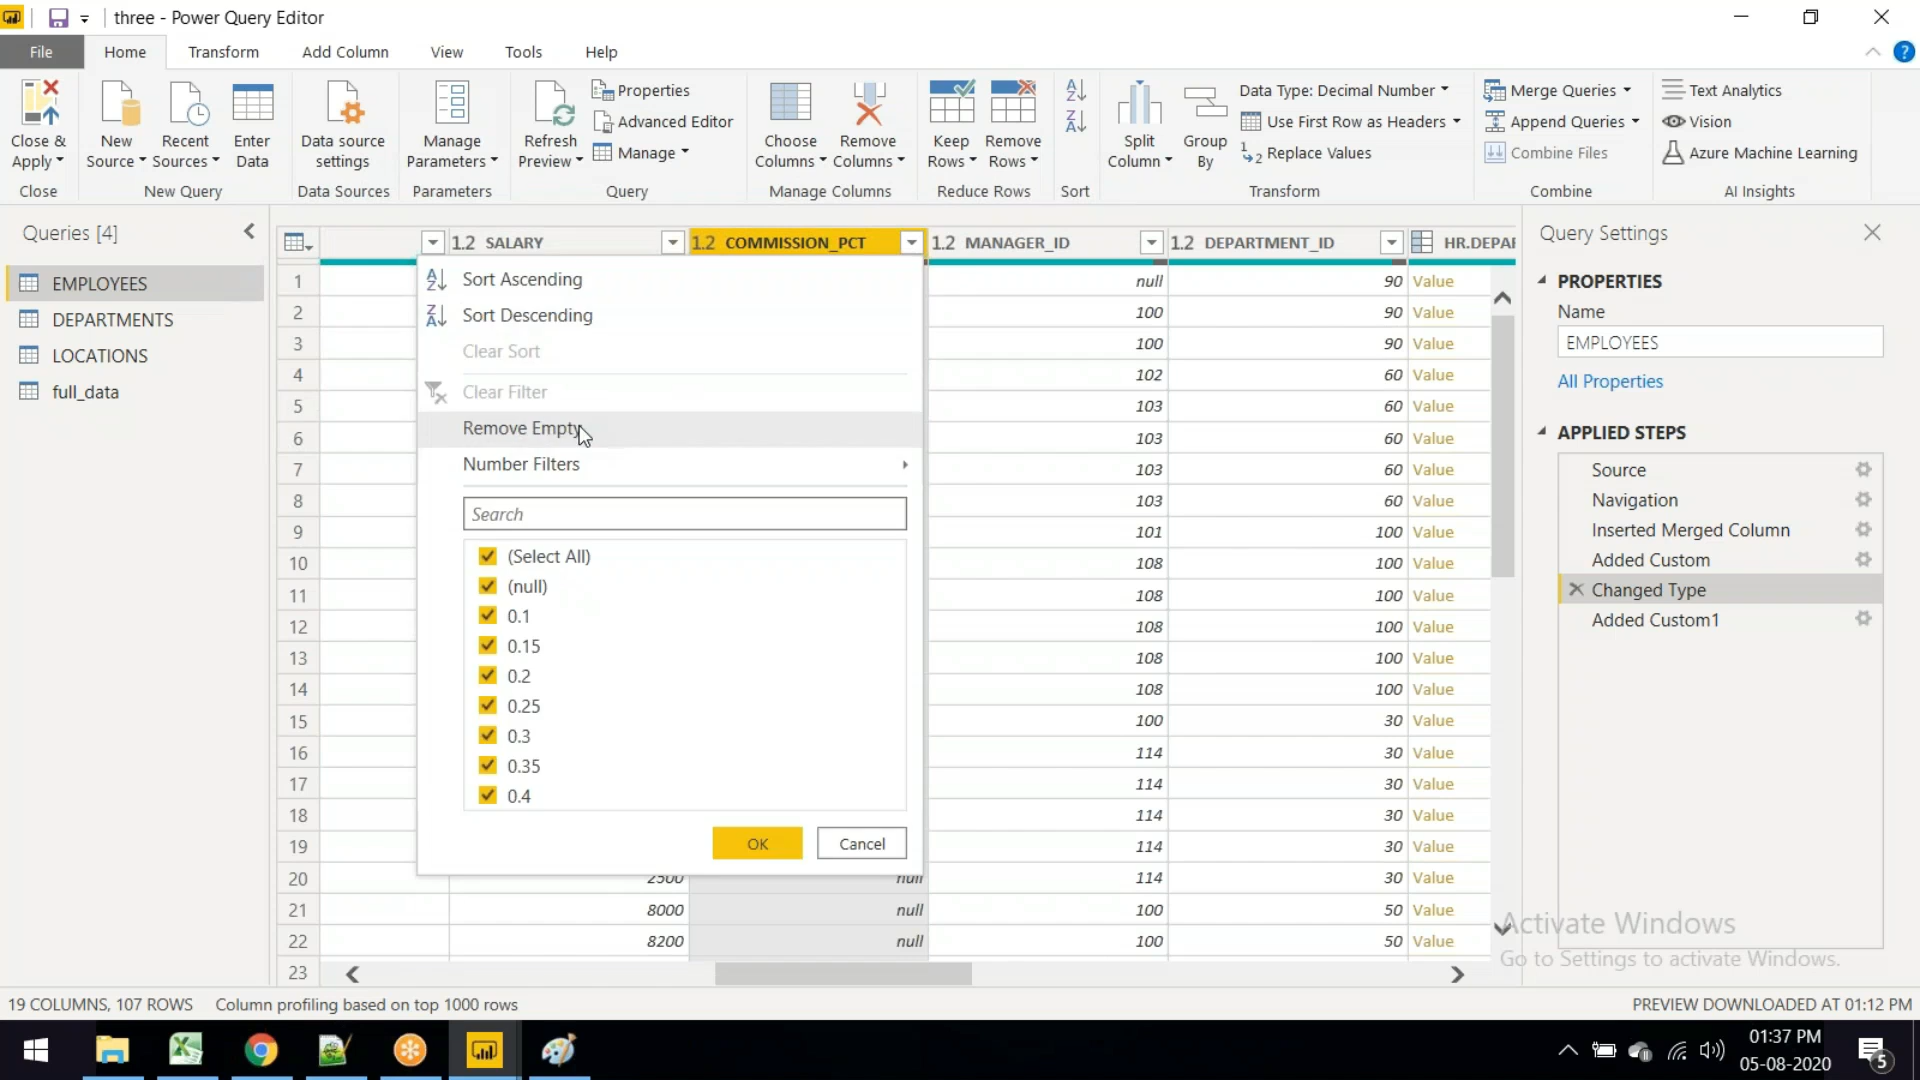 three - Power Query Editor
File Home Transform Add Column View Tools Help
Close & Apply
New Source
Recent Sources
Enter Data
Data source settings
Manage Parameters
Refresh Preview
Properties
Advanced Editor
Manage
Choose Columns
Remove Columns
Keep Rows
Remove Rows
Split Column
Group By
Data Type: Decimal Number
Use First Row as Headers
Replace Values
Merge Queries
Append Queries
Combine Files
Text Analytics
Vision
Azure Machine Learning
Close New Query Data Sources Parameters Query Manage Columns Reduce Rows Sort Transform Combine AI Insights
Queries [4]
EMPLOYEES
DEPARTMENTS
LOCATIONS
full_data
1.2 SALARY 1.2 COMMISSION_PCT 1.2 MANAGER_ID 1.2 DEPARTMENT_ID HR.DEPAR
Sort Ascending
Sort Descending
Clear Sort
Clear Filter
Remove Empty
Number Filters
Search
(Select All)
(null)
0.1
0.15
0.2
0.25
0.3
0.35
0.4
OK Cancel
1 null 90 Value
2 100 90 Value
3 100 90 Value
4 102 60 Value
5 103 60 Value
6 103 60 Value
7 103 60 Value
8 103 60 Value
9 101 100 Value
10 108 100 Value
11 108 100 Value
12 108 100 Value
13 108 100 Value
14 108 100 Value
15 100 30 Value
16 114 30 Value
17 114 30 Value
18 114 30 Value
19 114 30 Value
20 2500 null 114 30 Value
21 8000 null 100 50 Value
22 8200 null 100 50 Value
23
Query Settings
PROPERTIES
Name
EMPLOYEES
All Properties
APPLIED STEPS
Source
Navigation
Inserted Merged Column
Added Custom
Changed Type
Added Custom1
Activate Windows
Go to Settings to activate Windows.
19 COLUMNS, 107 ROWS Column profiling based on top 1000 rows
PREVIEW DOWNLOADED AT 01:12 PM
01:37 PM
05-08-2020
5